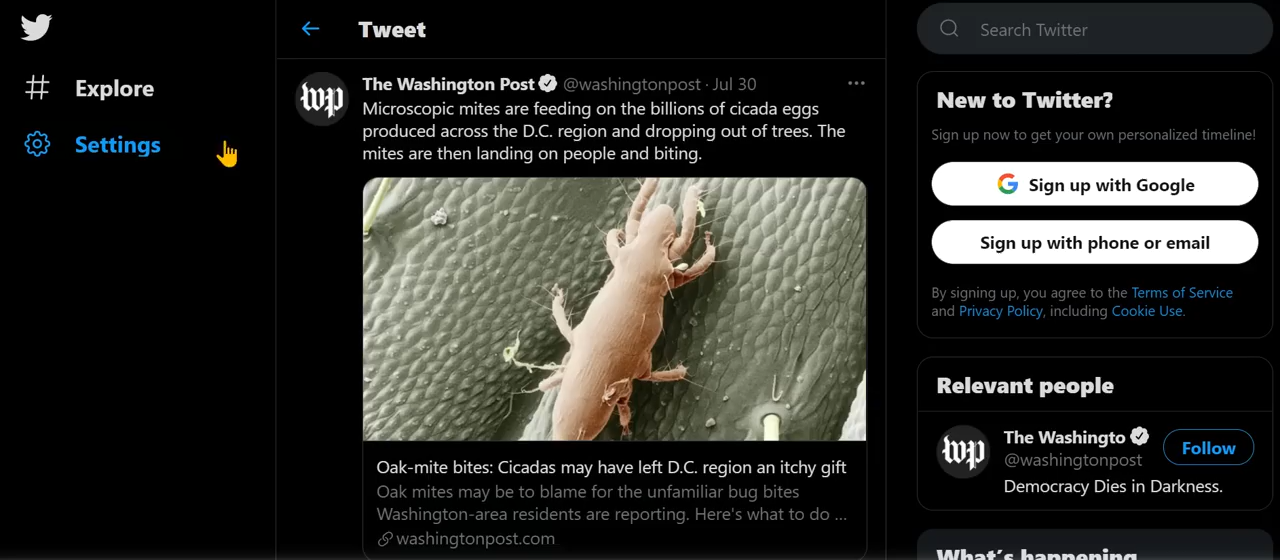 Explore
Settings
Tweet
The Washington Post @washingtonpost · Jul 30
Microscopic mites are feeding on the billions of cicada eggs
produced across the D.C. region and dropping out of trees. The
mites are then landing on people and biting.
Oak-mite bites: Cicadas may have left D.C. region an itchy gift
Oak mites may be to blame for the unfamiliar bug bites
Washington-area residents are reporting. Here's what to do ...
washingtonpost.com
Search Twitter
New to Twitter?
Sign up now to get your own personalized timeline!
Sign up with Google
Sign up with phone or email
By signing up, you agree to the Terms of Service
and Privacy Policy, including Cookie Use.
Relevant people
wp
The Washingto
@washingtonpost
Follow
Democracy Dies in Darkness.
What's happening